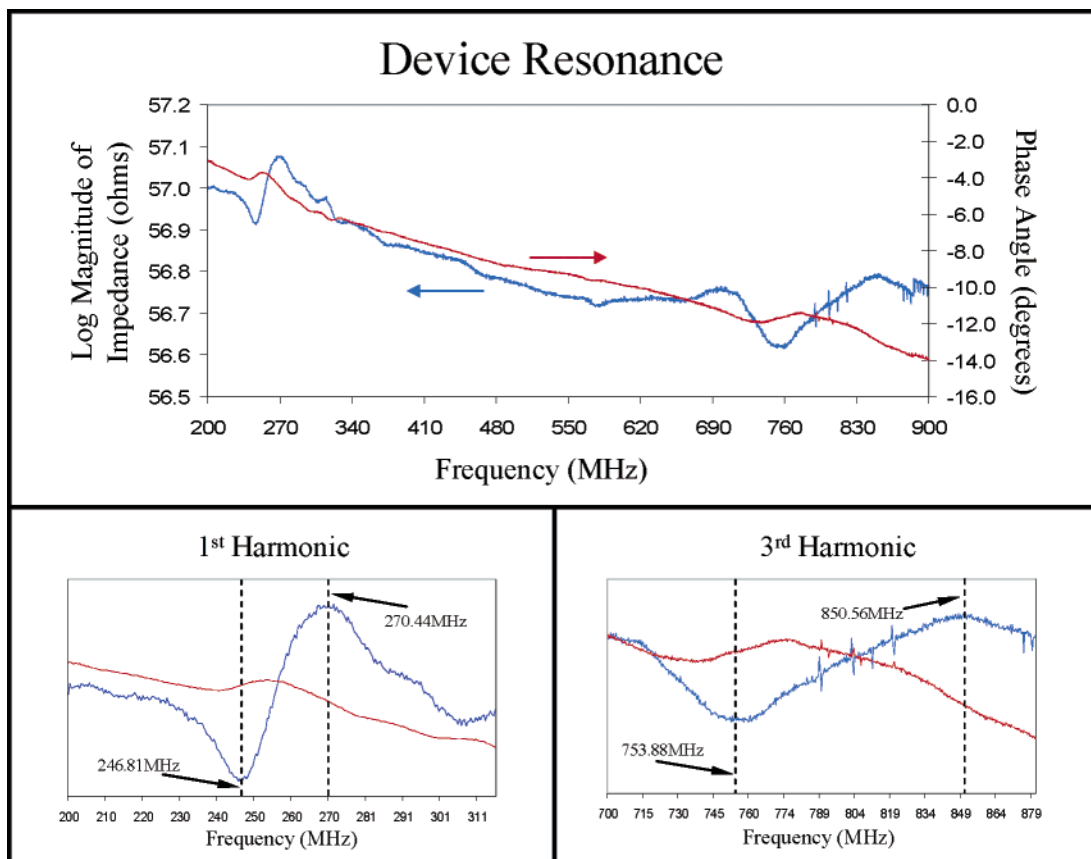 Device Resonance
Log Magnitude of
Impedance (ohms)
57.2
57.1
57.0
56.9
56.8
56.7
56.6
56.5
0.0
-2.0
-4.0
-6.0
-8.0
-10.0
-12.0
-14.0
-16.0
Phase Angle (degrees)
200 270 340 410 480 550 620 690 760 830 900
Frequency (MHz)
1st Harmonic
270.44MHz
246.81MHz
200 210 220 230 240 250 260 270 281 291 301 311
Frequency (MHz)
3rd Harmonic
850.56MHz
753.88MHz
700 715 730 745 760 774 789 804 819 834 849 864 879
Frequency (MHz)